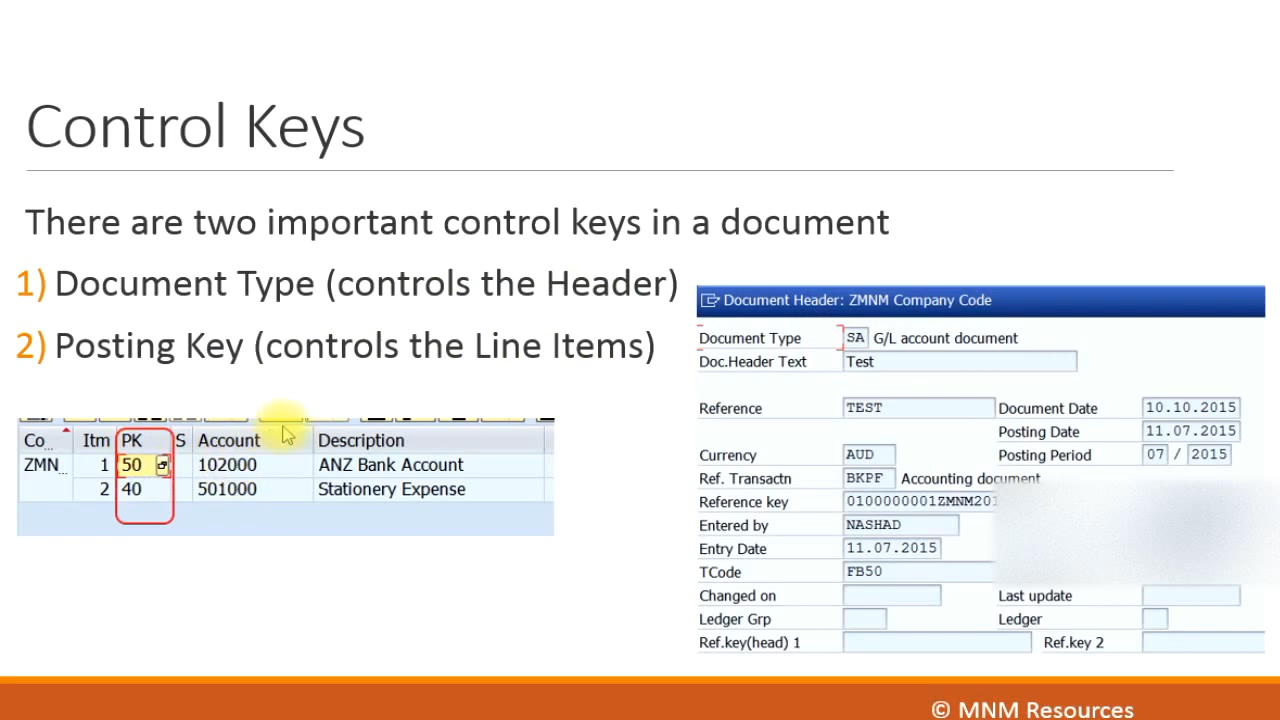 Control Keys
There are two important control keys in a document
1) Document Type (controls the Header)
2) Posting Key (controls the Line Items)
Co... Itm PK S Account Description
ZMN... 1 50 102000 ANZ Bank Account
2 40 501000 Stationery Expense
Document Header: ZMNM Company Code
Document Type SA G/L account document
Doc.Header Text Test
Reference TEST Document Date 10.10.2015
Posting Date 11.07.2015
Currency AUD Posting Period 07 / 2015
Ref. Transactn BKPF Accounting document
Reference key 0100000001ZMNM201
Entered by NASHAD
Entry Date 11.07.2015
TCode FB50
Changed on Last update
Ledger Grp Ledger
Ref.key(head) 1 Ref.key 2
© MNM Resources